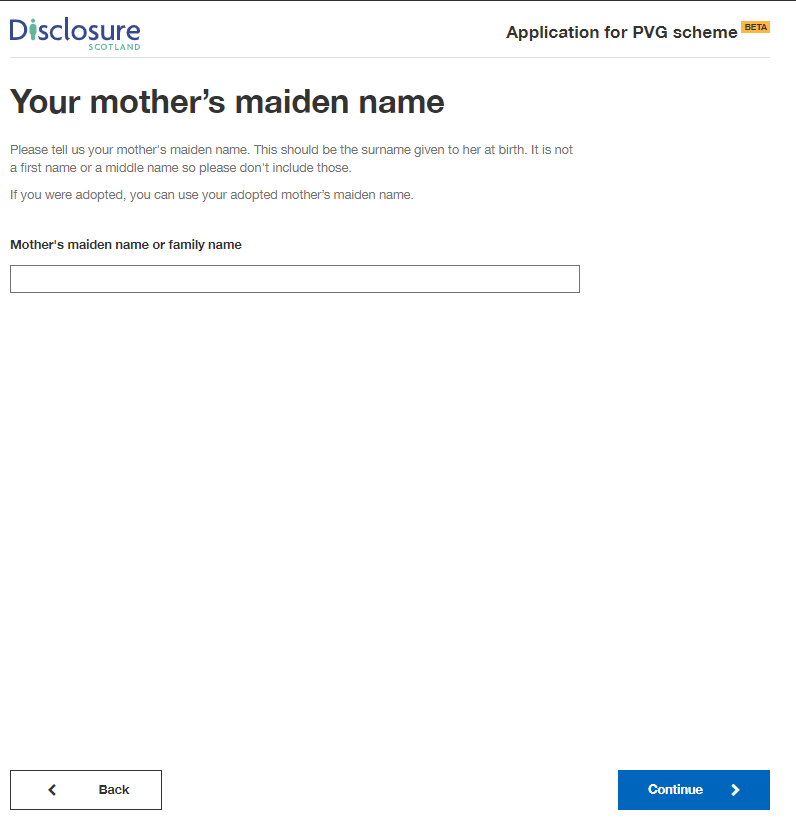 Disclosure
SCOTLAND
Application for PVG scheme BETA
Your mother’s maiden name
Please tell us your mother's maiden name. This should be the surname given to her at birth. It is not
a first name or a middle name so please don't include those.
If you were adopted, you can use your adopted mother’s maiden name.
Mother's maiden name or family name
Back
Continue